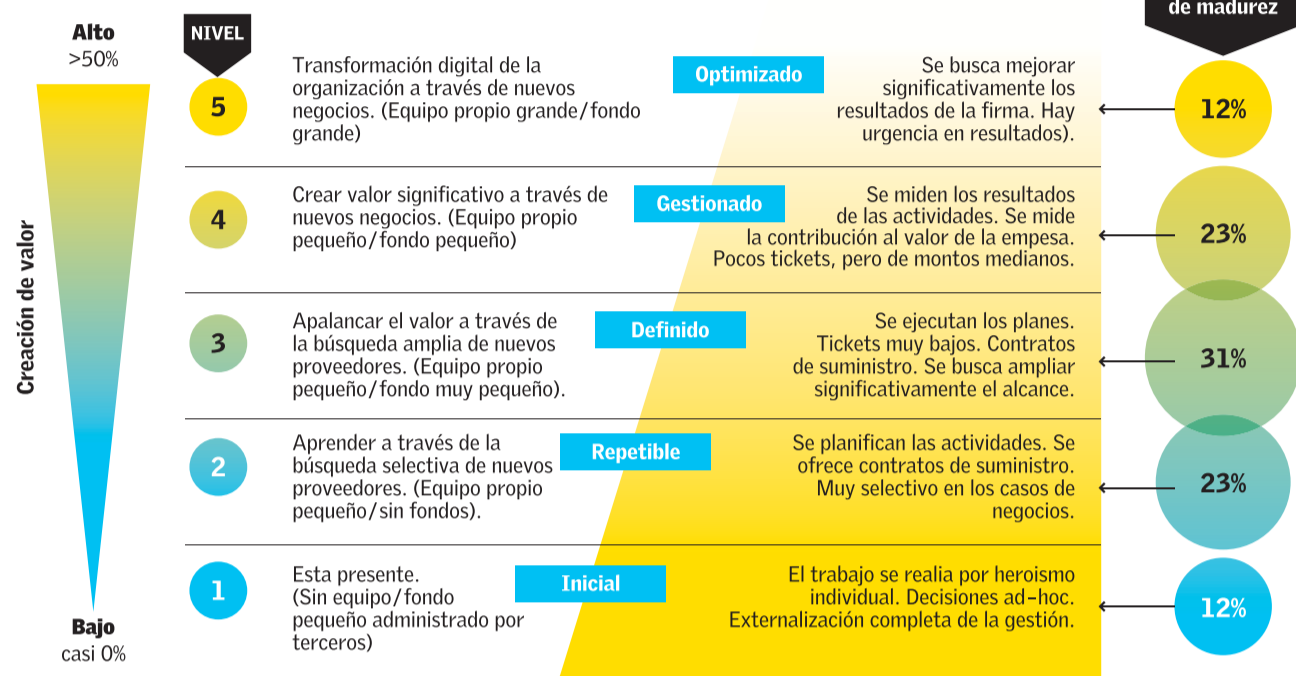 de madurez
Alto
>50%
NIVEL
Creación de valor
5
Transformación digital de la
organización a través de nuevos
negocios. (Equipo propio grande/fondo
grande)
Optimizado
Se busca mejorar
significativamente los
resultados de la firma. Hay
urgencia en resultados).
12%
4
Crear valor significativo a través de
nuevos negocios. (Equipo propio
pequeño/fondo pequeño)
Gestionado
Se miden los resultados
de las actividades. Se mide
la contribución al valor de la empesa.
Pocos tickets, pero de montos medianos.
23%
3
Apalancar el valor a través de
la búsqueda amplia de nuevos
proveedores. (Equipo propio
pequeño/fondo muy pequeño).
Definido
Se ejecutan los planes.
Tickets muy bajos. Contratos
de suministro. Se busca ampliar
significativamente el alcance.
31%
2
Aprender a través de la
búsqueda selectiva de nuevos
proveedores. (Equipo propio
pequeño/sin fondos).
Repetible
Se planifican las actividades. Se
ofrece contratos de suministro.
Muy selectivo en los casos de
negocios.
23%
1
Esta presente.
(Sin equipo/fondo
pequeño administrado por
terceros)
Inicial
El trabajo se realia por heroismo
individual. Decisiones ad-hoc.
Externalización completa de la gestión.
12%
Bajo
casi 0%